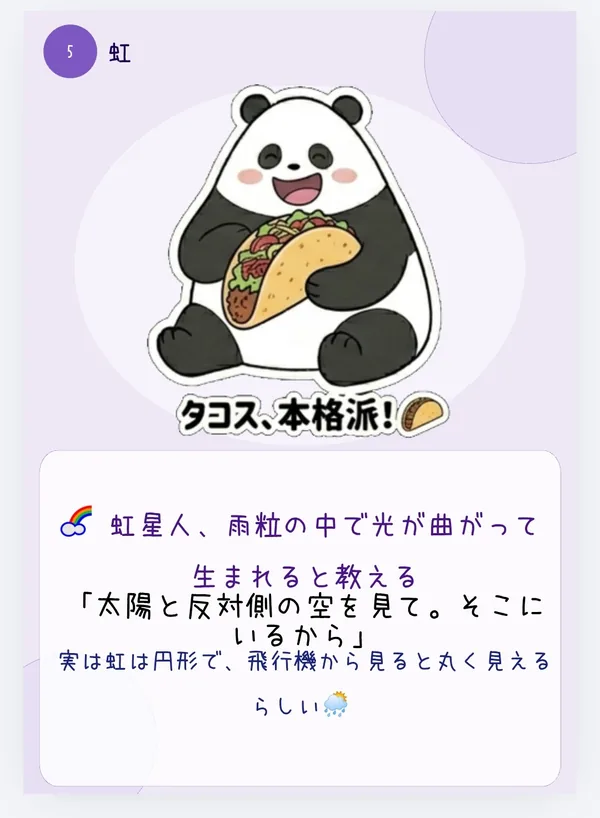 5 虹
タコス、本格派!🌮
🌈 虹星人、雨粒の中で光が曲がって
生まれると教える
「太陽と反対側の空を見て。そこに
いるから」
実は虹は円形で、飛行機から見ると丸く見える
らしい🌦️